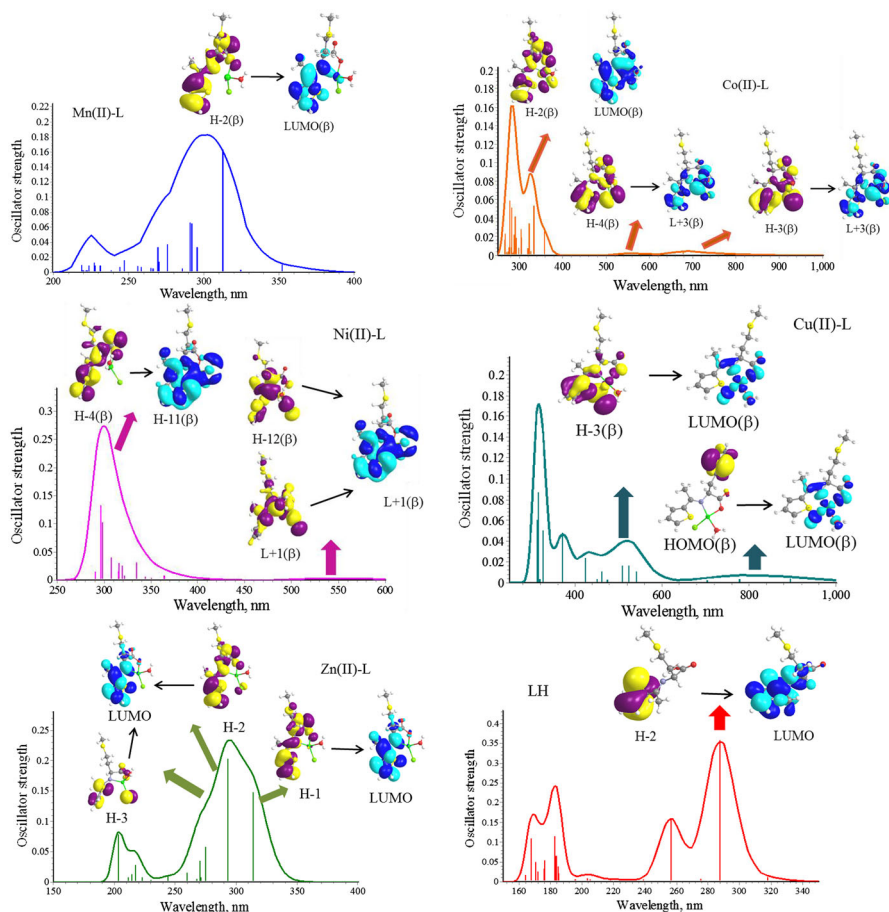 Mn(II)-L
H-2(β)
LUMO(β)
Oscillator strength
0.22
0.2
0.18
0.16
0.14
0.12
0.1
0.08
0.06
0.04
0.02
0
200
250
300
350
400
Wavelength, nm
Co(II)-L
H-2(β)
LUMO(β)
H-4(β)
L+3(β)
H-3(β)
L+3(β)
Oscillator strength
0.2
0.18
0.16
0.14
0.12
0.1
0.08
0.06
0.04
0.02
0
300
400
500
600
700
800
900
1,000
Wavelength, nm
Ni(II)-L
H-4(β)
H-11(β)
H-12(β)
L+1(β)
L+1(β)
Oscillator strength
0.3
0.25
0.2
0.15
0.1
0.05
0
250
300
350
400
450
500
550
600
Wavelength, nm
Cu(II)-L
H-3(β)
LUMO(β)
HOMO(β)
LUMO(β)
Oscillator strength
0.2
0.18
0.16
0.14
0.12
0.1
0.08
0.06
0.04
0.02
0
400
600
800
1,000
Wavelength, nm
Zn(II)-L
LUMO
H-2
H-3
H-1
LUMO
Oscillator strength
0.25
0.2
0.15
0.1
0.05
0
150
200
250
300
350
400
Wavelength, nm
LH
H-2
LUMO
Oscillator strength
0.4
0.35
0.3
0.25
0.2
0.15
0.1
0.05
0
150
160
180
200
220
240
260
280
300
320
340
Wavelength, nm